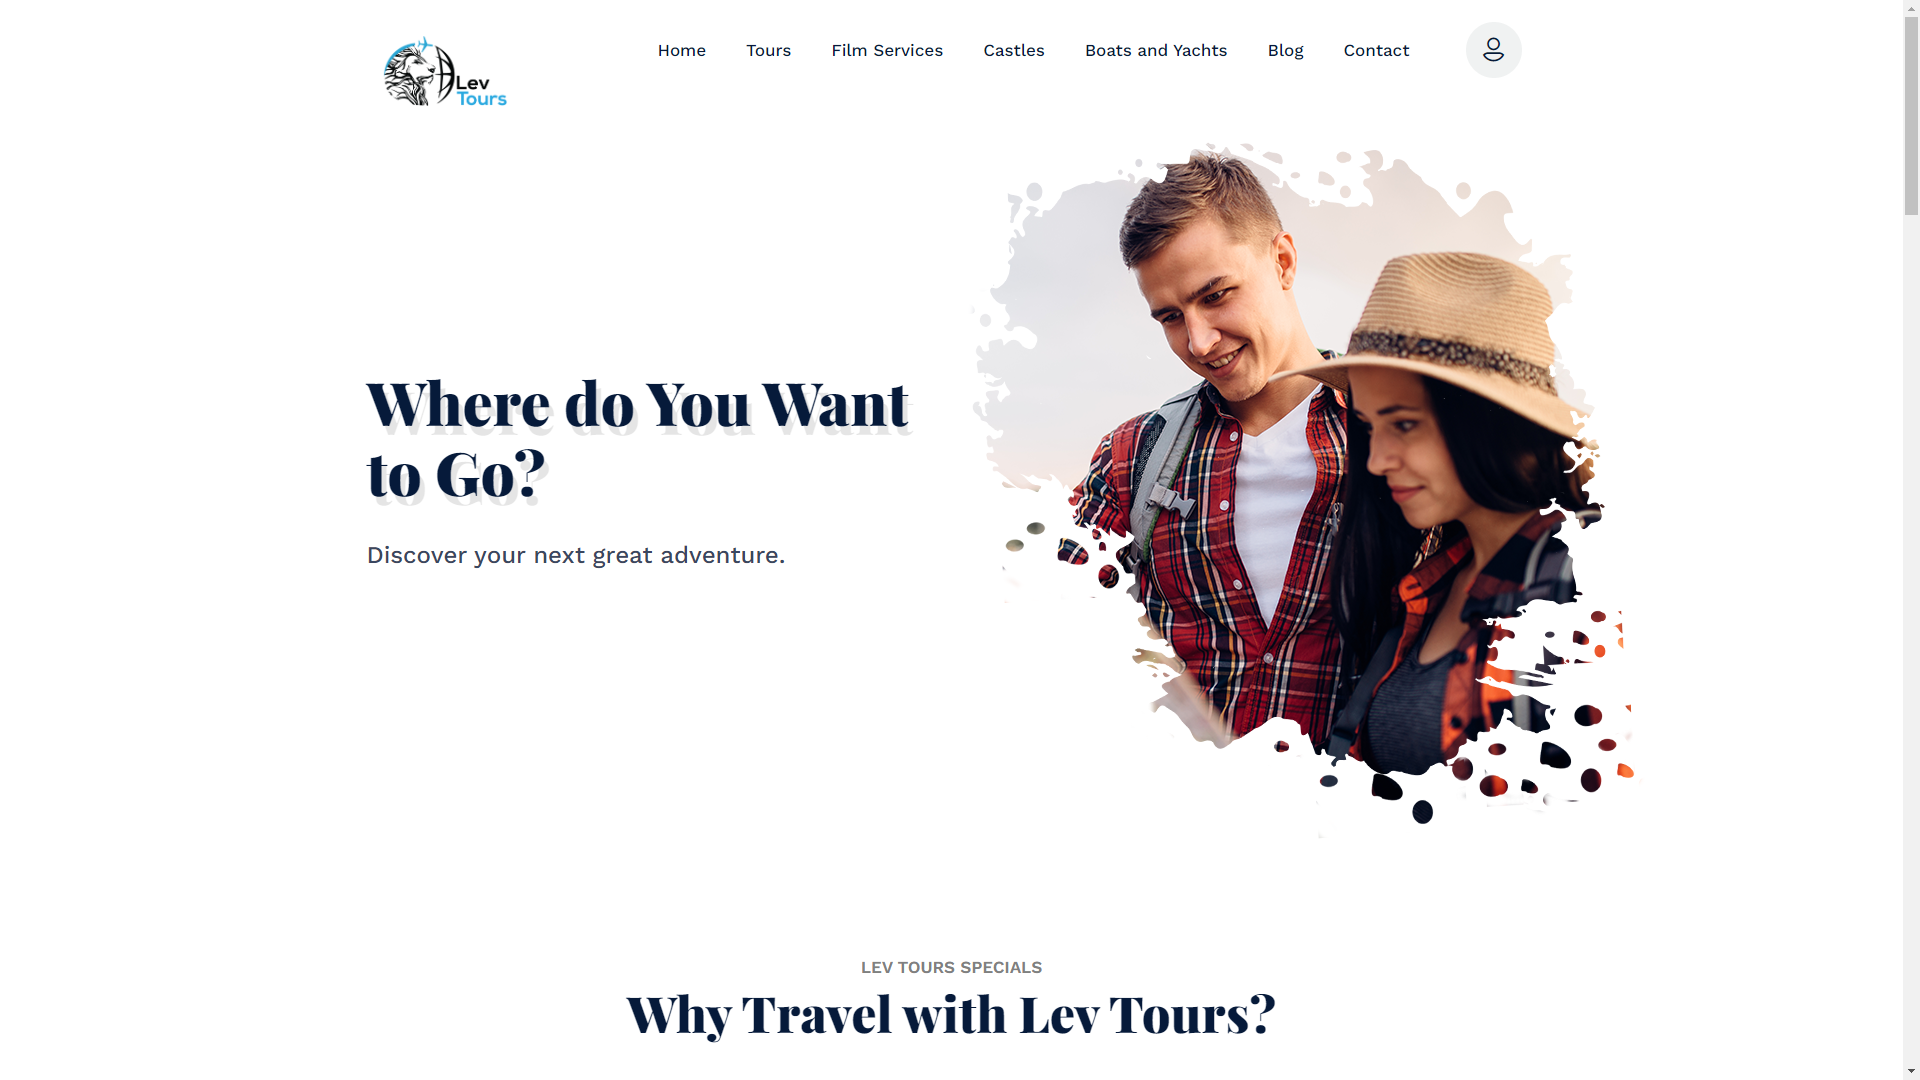 Lev
Tours
Home
Tours
Film Services
Castles
Boats and Yachts
Blog
Contact
Where do You Want
to Go?
Discover your next great adventure.
LEV TOURS SPECIALS
Why Travel with Lev Tours?